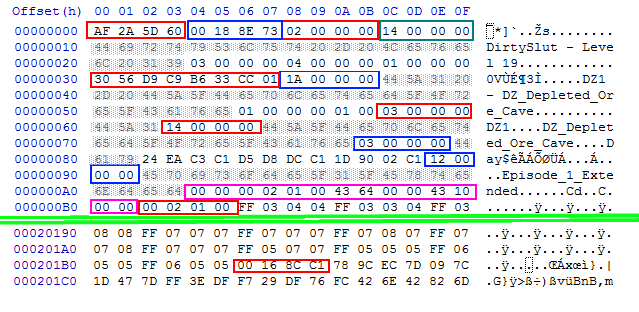 Offset(h) 00 01 02 03 04 05 06 07 08 09 0A 0B 0C 0D 0E 0F
00000000 AF 2A 5D 60 00 18 8E 73 02 00 00 00 14 00 00 00 ¯*]`..Žs........
00000010 44 69 72 74 79 53 6C 75 74 20 2D 20 4C 65 76 65 DirtySlut - Leve
00000020 6C 20 31 39 03 00 00 00 04 00 00 00 01 00 00 00 l 19............
00000030 30 56 D9 C9 B6 33 CC 01 1A 00 00 00 44 5A 31 20 0VÙÉ¶3Ì.....DZ1
00000040 2D 20 44 5A 5F 44 65 70 6C 65 74 65 64 5F 4F 72 - DZ_Depleted_Or
00000050 65 5F 43 61 76 65 01 00 00 00 01 00 03 00 00 00 e_Cave..........
00000060 44 5A 31 14 00 00 00 44 5A 5F 44 65 70 6C 65 74 DZ1....DZ_Deplet
00000070 65 64 5F 4F 72 65 5F 43 61 76 65 03 00 00 00 44 ed_Ore_Cave....D
00000080 61 79 24 EA C3 C1 D5 D8 DC C1 1D 90 02 C1 12 00 ay$êÃÁÕØÜÁ...Á..
00000090 00 00 45 70 69 73 6F 64 65 5F 31 5F 45 78 74 65 ..Episode_1_Exte
000000A0 6E 64 65 64 00 00 00 02 01 00 43 64 00 00 43 10 nded......Cd..C.
000000B0 00 00 00 02 01 00 FF 03 04 04 FF 03 03 04 FF 03 ......ÿ...ÿ...ÿ.
00020190 08 08 FF 07 07 07 FF 07 07 07 FF 07 08 07 FF 07 ..ÿ...ÿ...ÿ...ÿ.
000201A0 07 08 FF 07 07 07 FF 05 07 07 FF 05 05 05 FF 06 ..ÿ...ÿ...ÿ...ÿ.
000201B0 05 05 FF 06 05 05 00 16 8C C1 78 9C EC 7D 09 7C ..ÿ.....ŒÁxœì}.|
000201C0 1D 47 7D FF 3E DF F7 29 DF 76 FC 42 6E 42 82 6D .G}ÿ>ß÷)ßvüBnB‚m